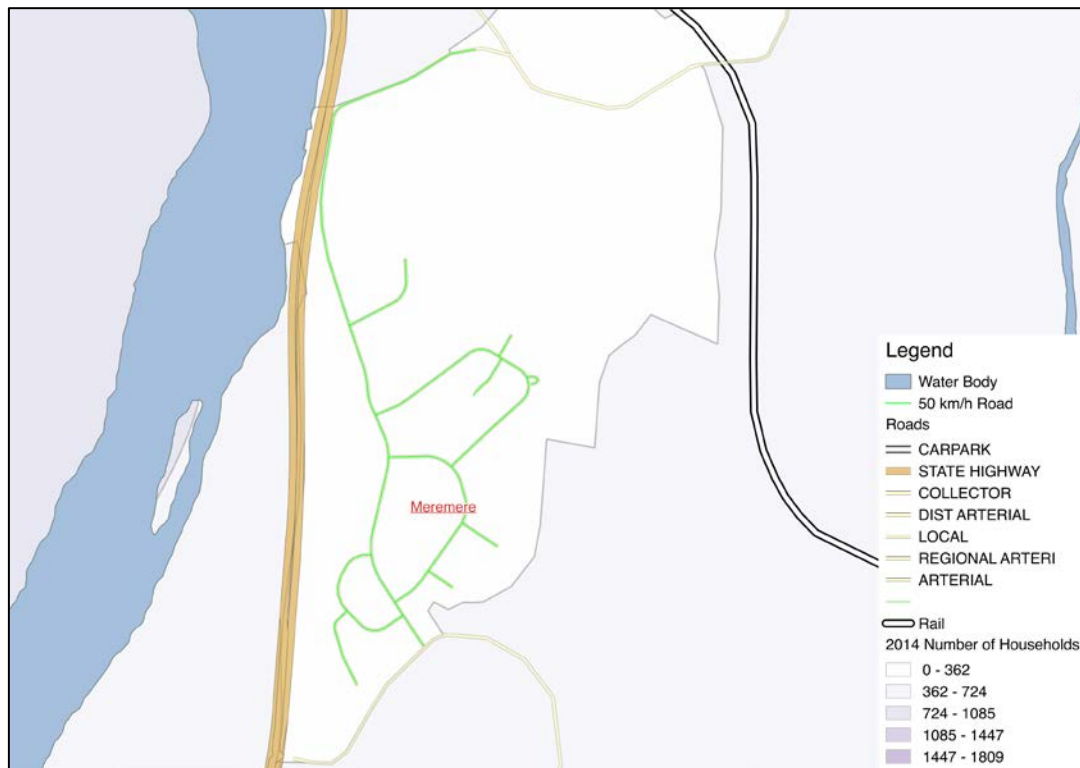 Meremere
Legend
Water Body
50 km/h Road
Roads
CARPARK
STATE HIGHWAY
COLLECTOR
DIST ARTERIAL
LOCAL
REGIONAL ARTERI
ARTERIAL
Rail
2014 Number of Households
0 - 362
362 - 724
724 - 1085
1085 - 1447
1447 - 1809